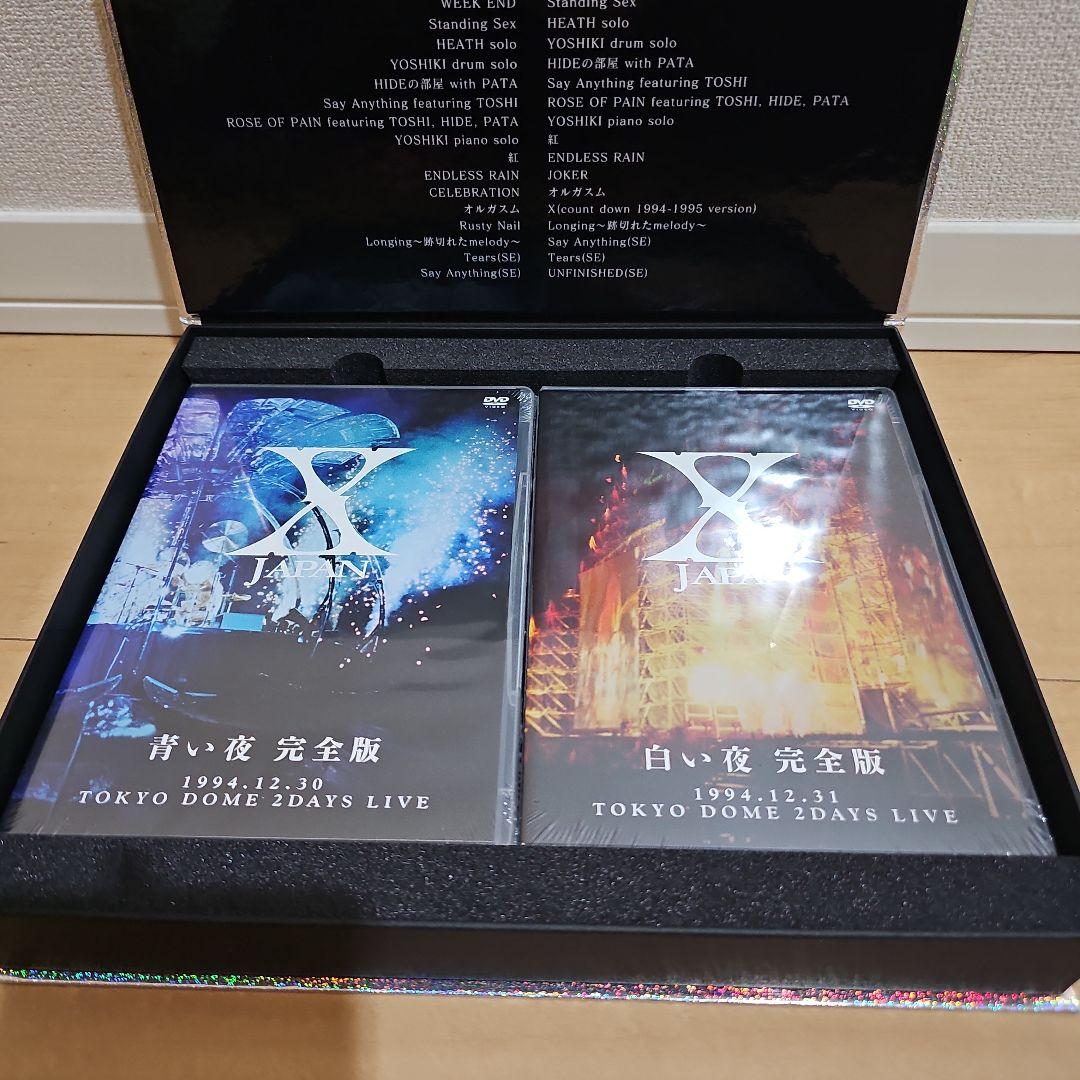 WEEK END
Standing Sex
HEATH solo
YOSHIKI drum solo
HIDEの部屋 with PATA
Say Anything featuring TOSHI
ROSE OF PAIN featuring TOSHI, HIDE, PATA
YOSHIKI piano solo
紅
ENDLESS RAIN
CELEBRATION
オルガスム
Rusty Nail
Longing〜跡切れたmelody〜
Tears(SE)
Say Anything(SE)
Standing Sex
HEATH solo
YOSHIKI drum solo
HIDEの部屋 with PATA
Say Anything featuring TOSHI
ROSE OF PAIN featuring TOSHI, HIDE, PATA
YOSHIKI piano solo
紅
ENDLESS RAIN
JOKER
オルガスム
X(count down 1994-1995 version)
Longing〜跡切れたmelody〜
Say Anything(SE)
Tears(SE)
UNFINISHED(SE)
DVD
VIDEO
X
JAPAN
青い夜 完全版
1994.12.30
TOKYO DOME 2DAYS LIVE
DVD
VIDEO
X
JAPAN
白い夜 完全版
1994.12.31
TOKYO DOME 2DAYS LIVE